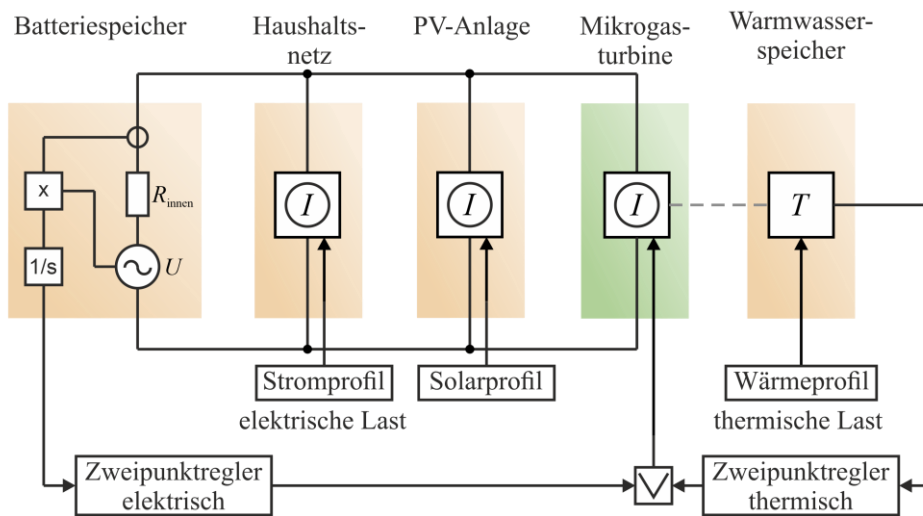 Batteriespeicher
Haushalts-
netz
PV-Anlage
Mikrogas-
turbine
Warmwasser-
speicher
x
R innen
1/s
U
I
I
I
T
Stromprofil
elektrische Last
Solarprofil
Wärmeprofil
thermische Last
Zweipunktregler
elektrisch
Zweipunktregler
thermisch